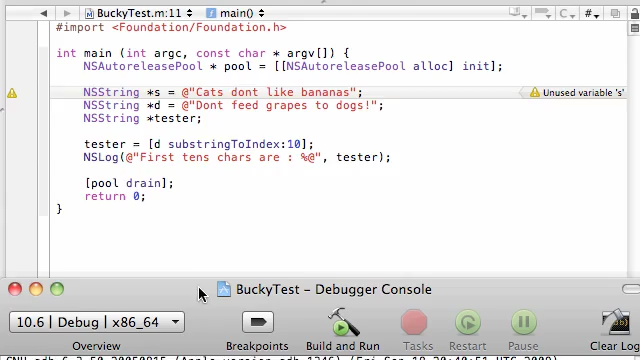 BuckyTest.m:11 main()
#import <Foundation/Foundation.h>
int main (int argc, const char * argv[]) {
NSAutoreleasePool * pool = [[NSAutoreleasePool alloc] init];
NSString *s = @"Cats dont like bananas"; Unused variable 's'
NSString *d = @"Dont feed grapes to dogs!";
NSString *tester;
tester = [d substringToIndex:10];
NSLog(@"First tens chars are : %@", tester);
[pool drain];
return 0;
}
BuckyTest – Debugger Console
10.6 | Debug | x86_64
Overview Breakpoints Build and Run Tasks Restart Pause Clear Log